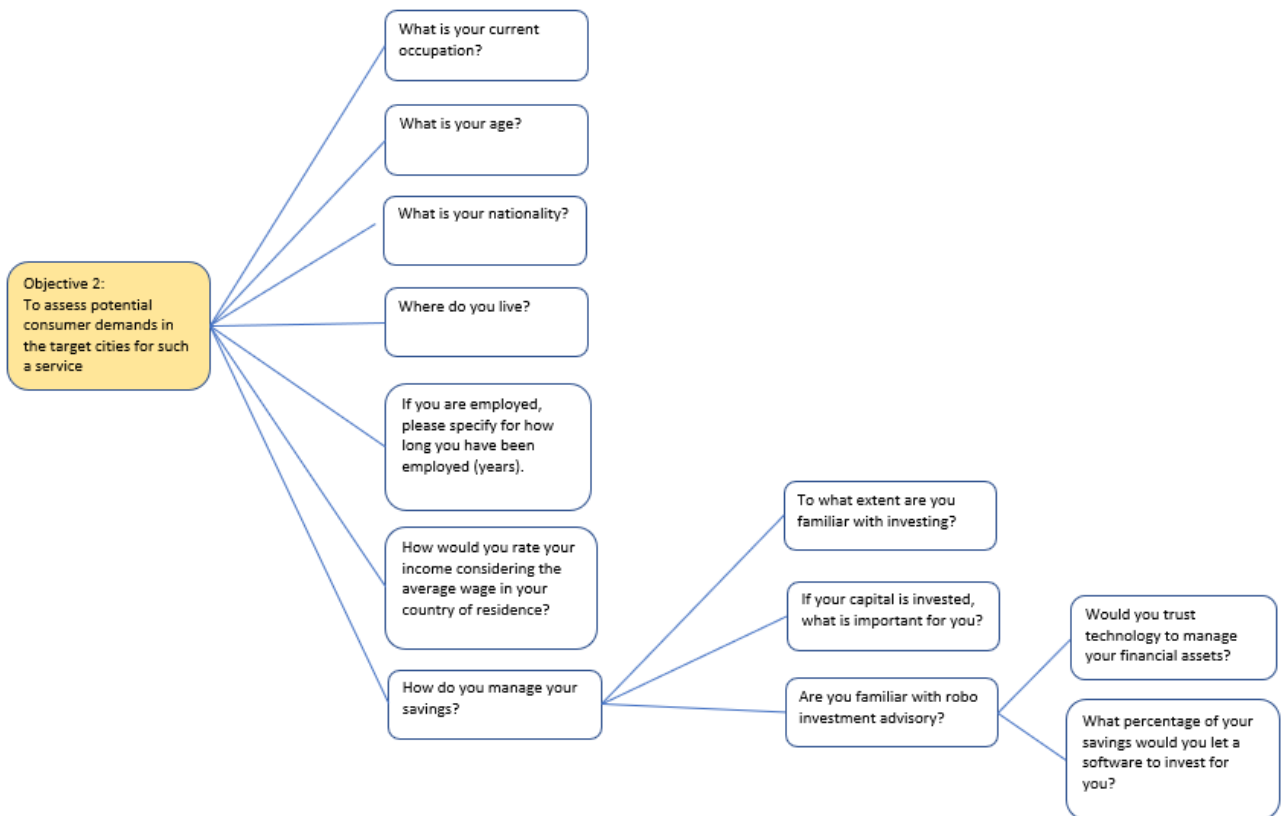 What is your current
occupation?
What is your age?
What is your nationality?
Objective 2:
To assess potential
consumer demands in
the target cities for such
a service
Where do you live?
If you are employed,
please specify for how
long you have been
employed (years).
How would you rate your
income considering the
average wage in your
country of residence?
How do you manage your
savings?
To what extent are you
familiar with investing?
If your capital is invested,
what is important for you?
Are you familiar with robo
investment advisory?
Would you trust
technology to manage
your financial assets?
What percentage of your
savings would you let a
software to invest for
you?